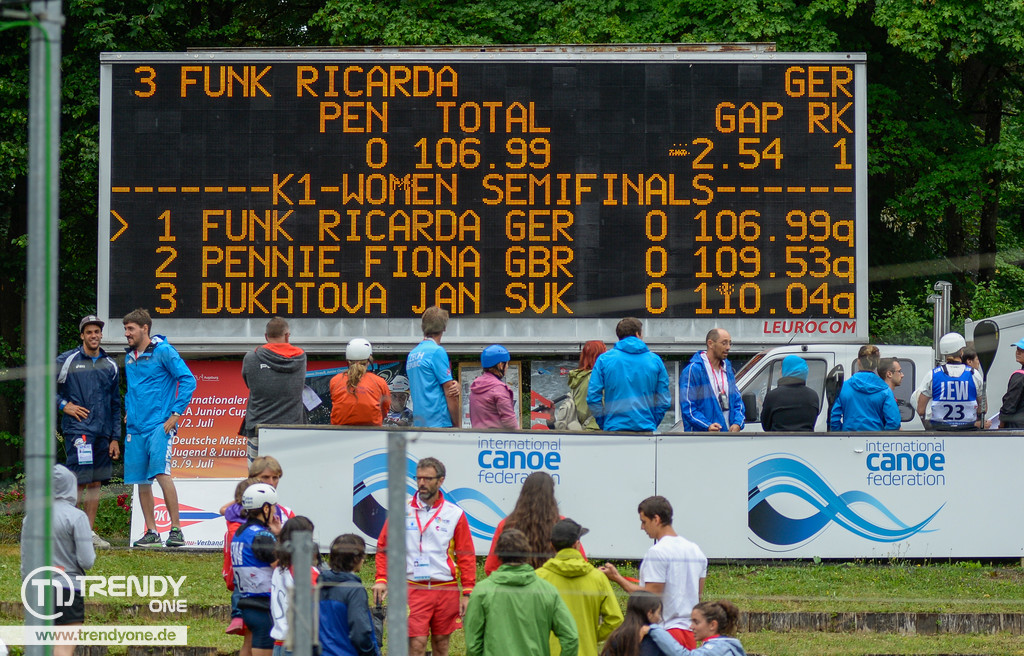 3 FUNK RICARDA GER
PEN TOTAL GAP RK
0 106.99 -2.54 1
-------K1-WOMEN SEMIFINALS------
> 1 FUNK RICARDA GER 0 106.99q
2 PENNIE FIONA GBR 0 109.53q
3 DUKATOVA JAN SVK 0 110.04q
LEUROCOM
Junior Cup
2. Juli
Deutsche
Jugend & Junior
8./9. Juli
DKV
international
canoe
federation
international
canoe
federation
LEW
23
TRENDY
ONE
www.trendyone.de